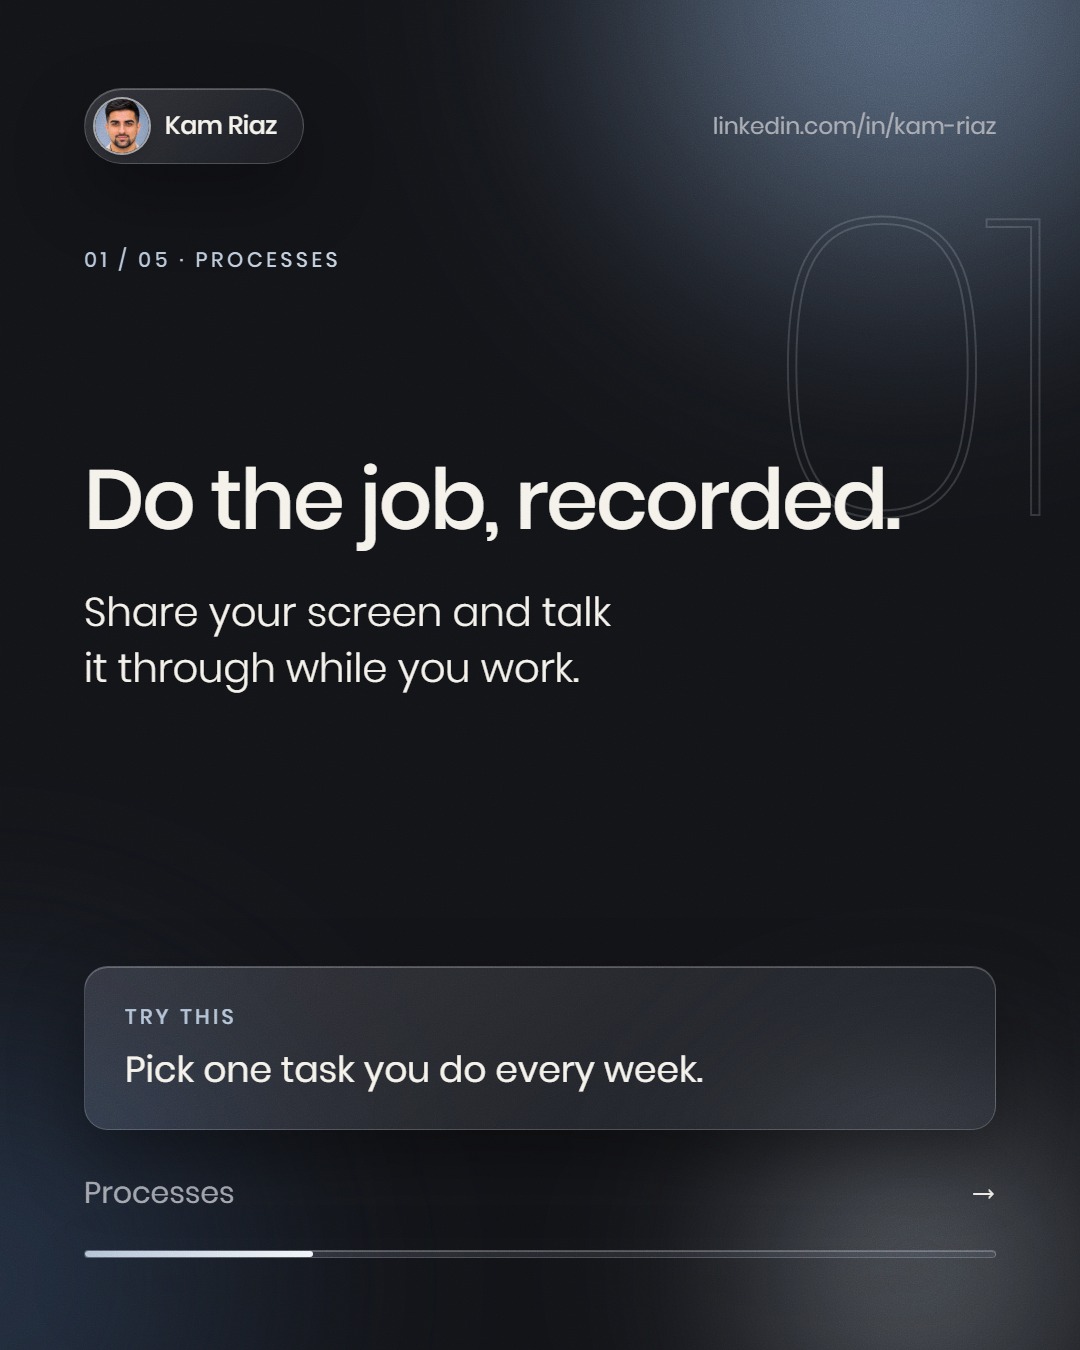 Kam Riaz
linkedin.com/in/kam-riaz
01
01 / 05 · PROCESSES
Do the job, recorded.
Share your screen and talk
it through while you work.
TRY THIS
Pick one task you do every week.
Processes
→